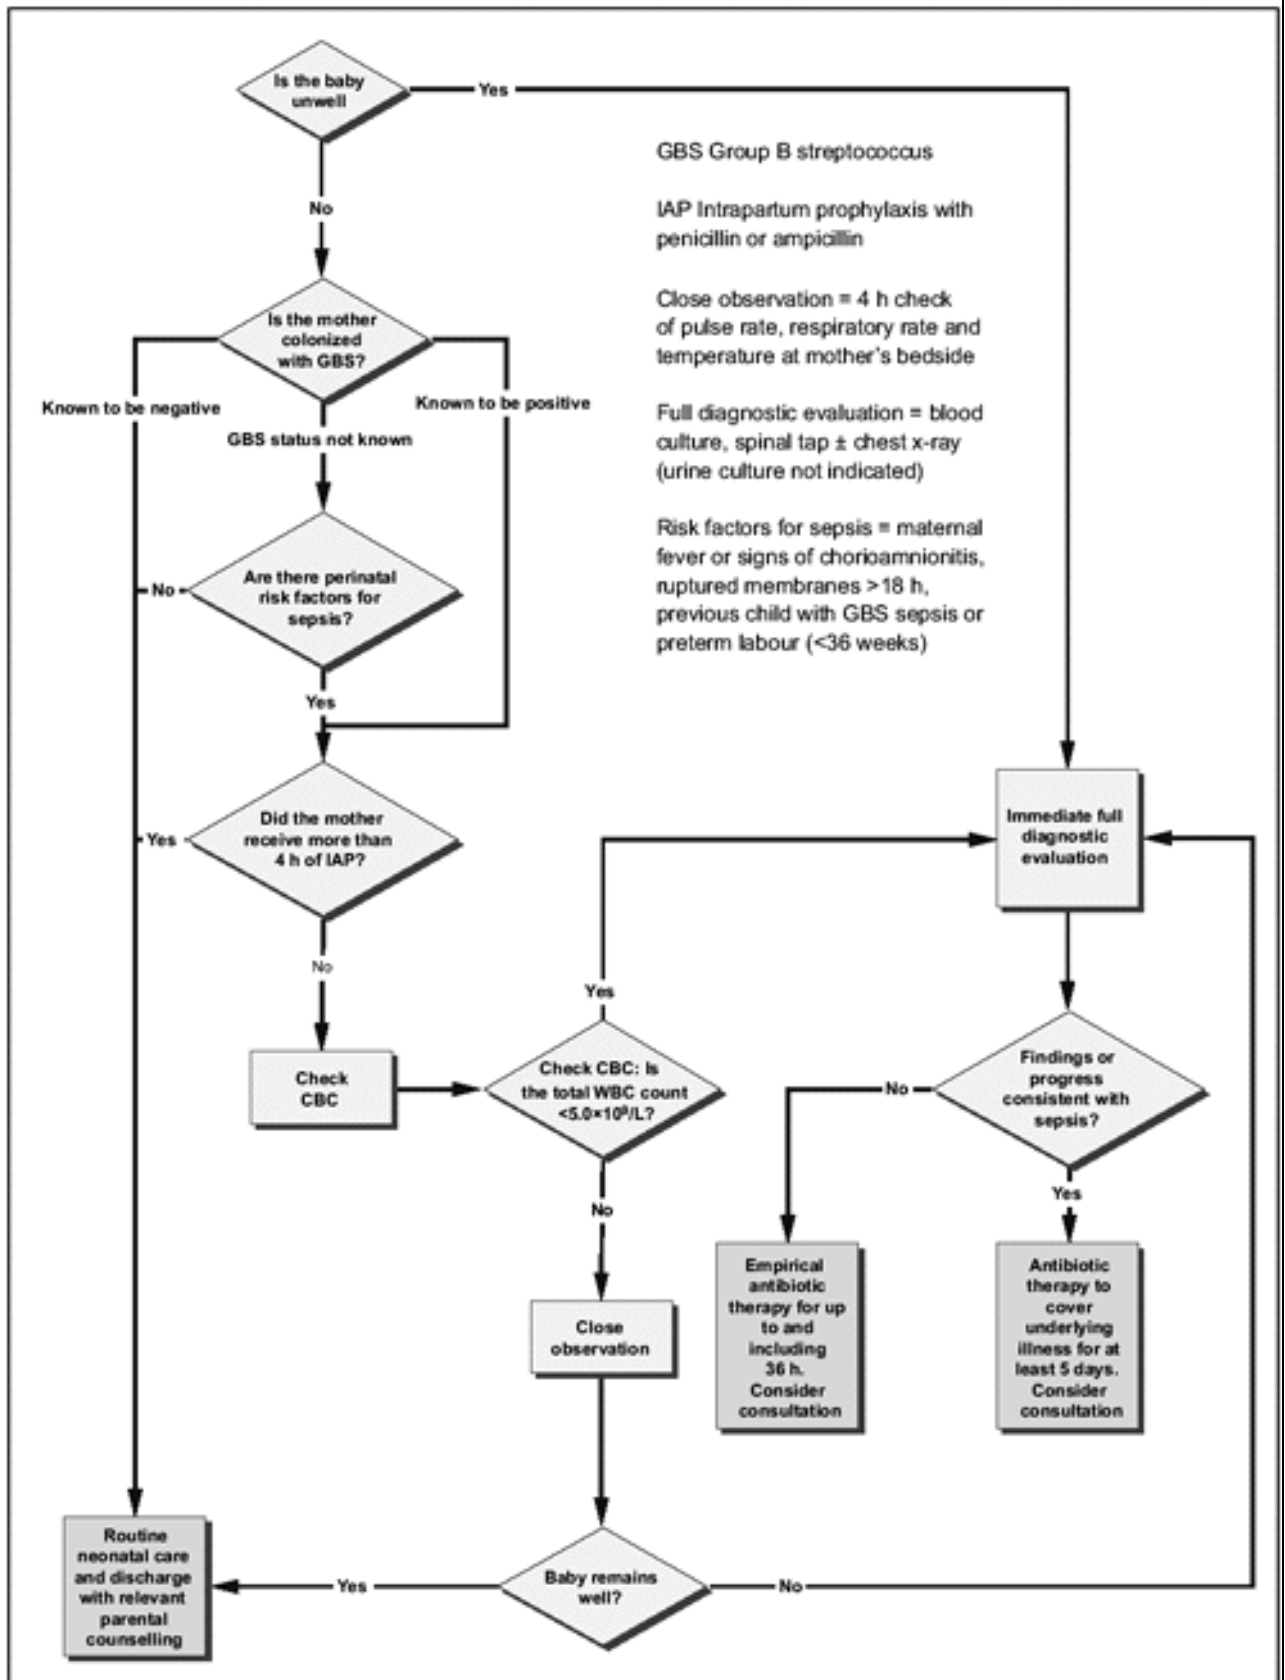 Is the baby
unwell
Yes
GBS Group B streptococcus
IAP Intrapartum prophylaxis with
penicillin or ampicillin
Close observation = 4 h check
of pulse rate, respiratory rate and
temperature at mother's bedside
Full diagnostic evaluation = blood
culture, spinal tap ± chest x-ray
(urine culture not indicated)
Risk factors for sepsis = maternal
fever or signs of chorioamnionitis,
ruptured membranes >18 h,
previous child with GBS sepsis or
preterm labour (<36 weeks)
No
Is the mother
colonized
with GBS?
Known to be negative
Known to be positive
GBS status not known
Are there perinatal
risk factors for
sepsis?
No
Yes
Did the mother
receive more than
4 h of IAP?
Yes
No
Check
CBC
Check CBC: Is
the total WBC count
<5.0×10⁹/L?
Yes
No
Immediate full
diagnostic
evaluation
Findings or
progress
consistent with
sepsis?
No
Yes
Empirical
antibiotic
therapy for up
to and
including
36 h.
Consider
consultation
Antibiotic
therapy to
cover
underlying
illness for at
least 5 days.
Consider
consultation
Close
observation
Baby remains
well?
Yes
No
Routine
neonatal care
and discharge
with relevant
parental
counselling